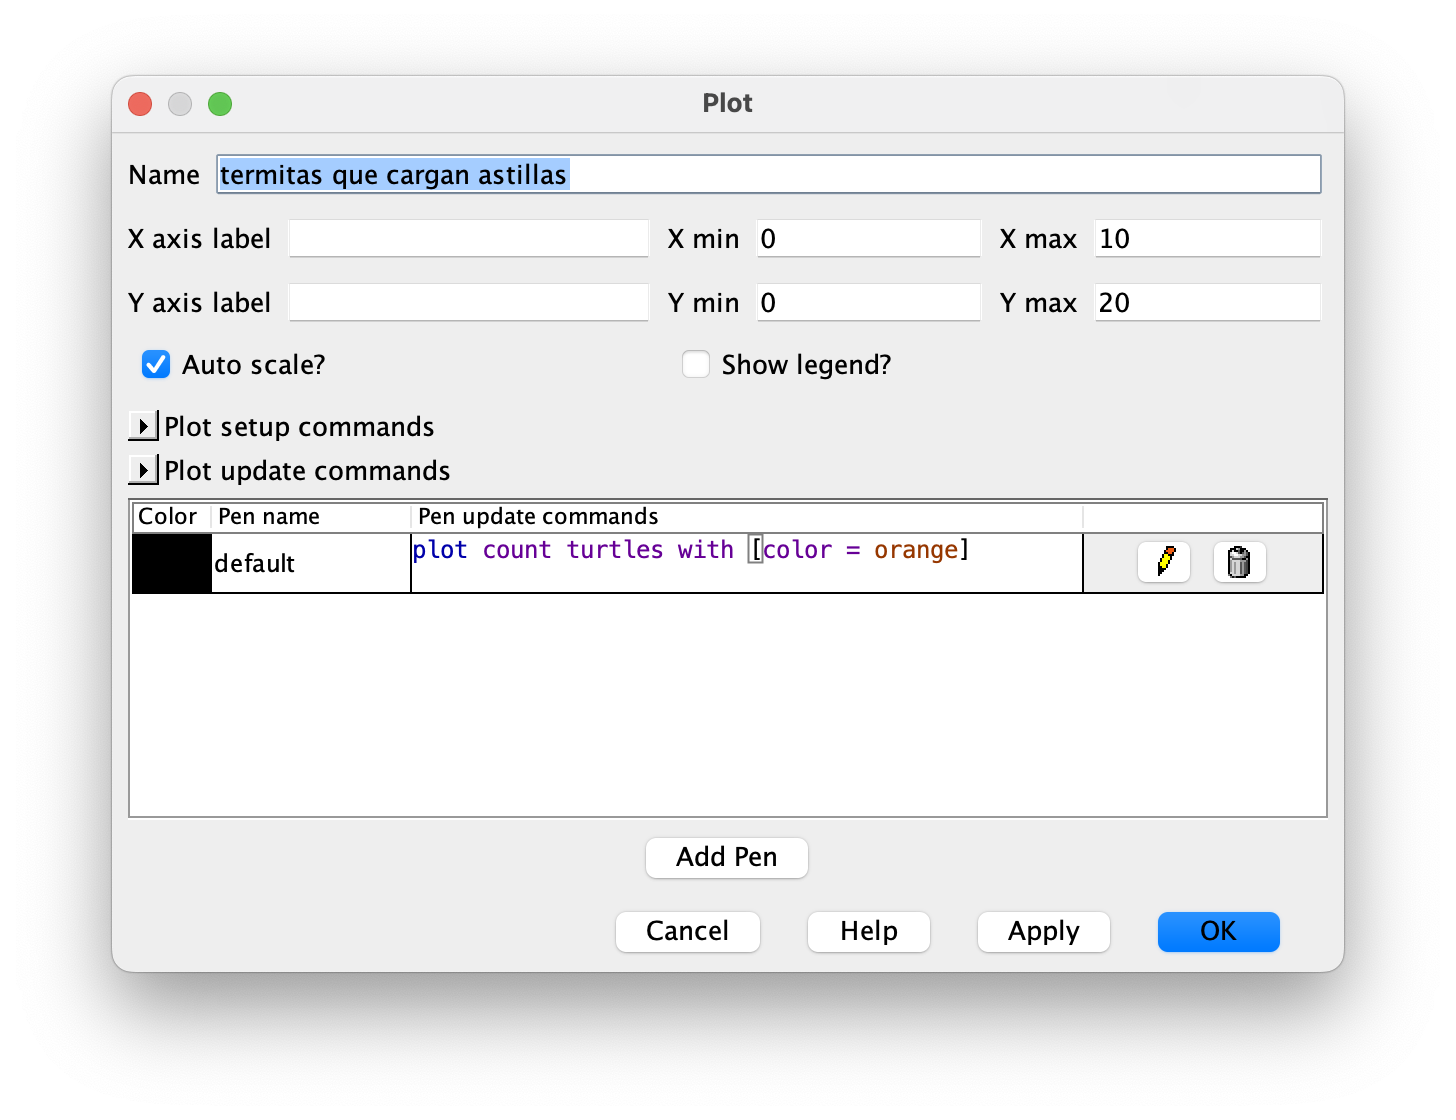 Plot
Name termitas que cargan astillas
X axis label X min 0 X max 10
Y axis label Y min 0 Y max 20
Auto scale? Show legend?
Plot setup commands
Plot update commands
Color Pen name Pen update commands
default plot count turtles with [color = orange]
Add Pen
Cancel Help Apply OK